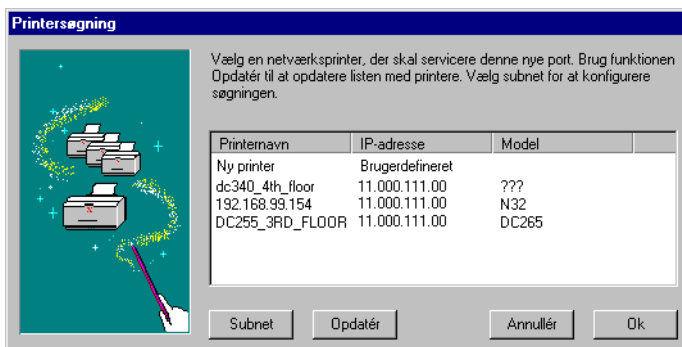 Printersøgning
Vælg en netværksprinter, der skal servicere denne nye port. Brug funktionen
Opdatér til at opdatere listen med printere. Vælg subnet for at konfigurere
søgningen.
Printernavn IP-adresse Model
Ny printer Brugerdefineret
dc340_4th_floor 11.000.111.00 ???
192.168.99.154 11.000.111.00 N32
DC255_3RD_FLOOR 11.000.111.00 DC265
Subnet Opdatér Annullér Ok